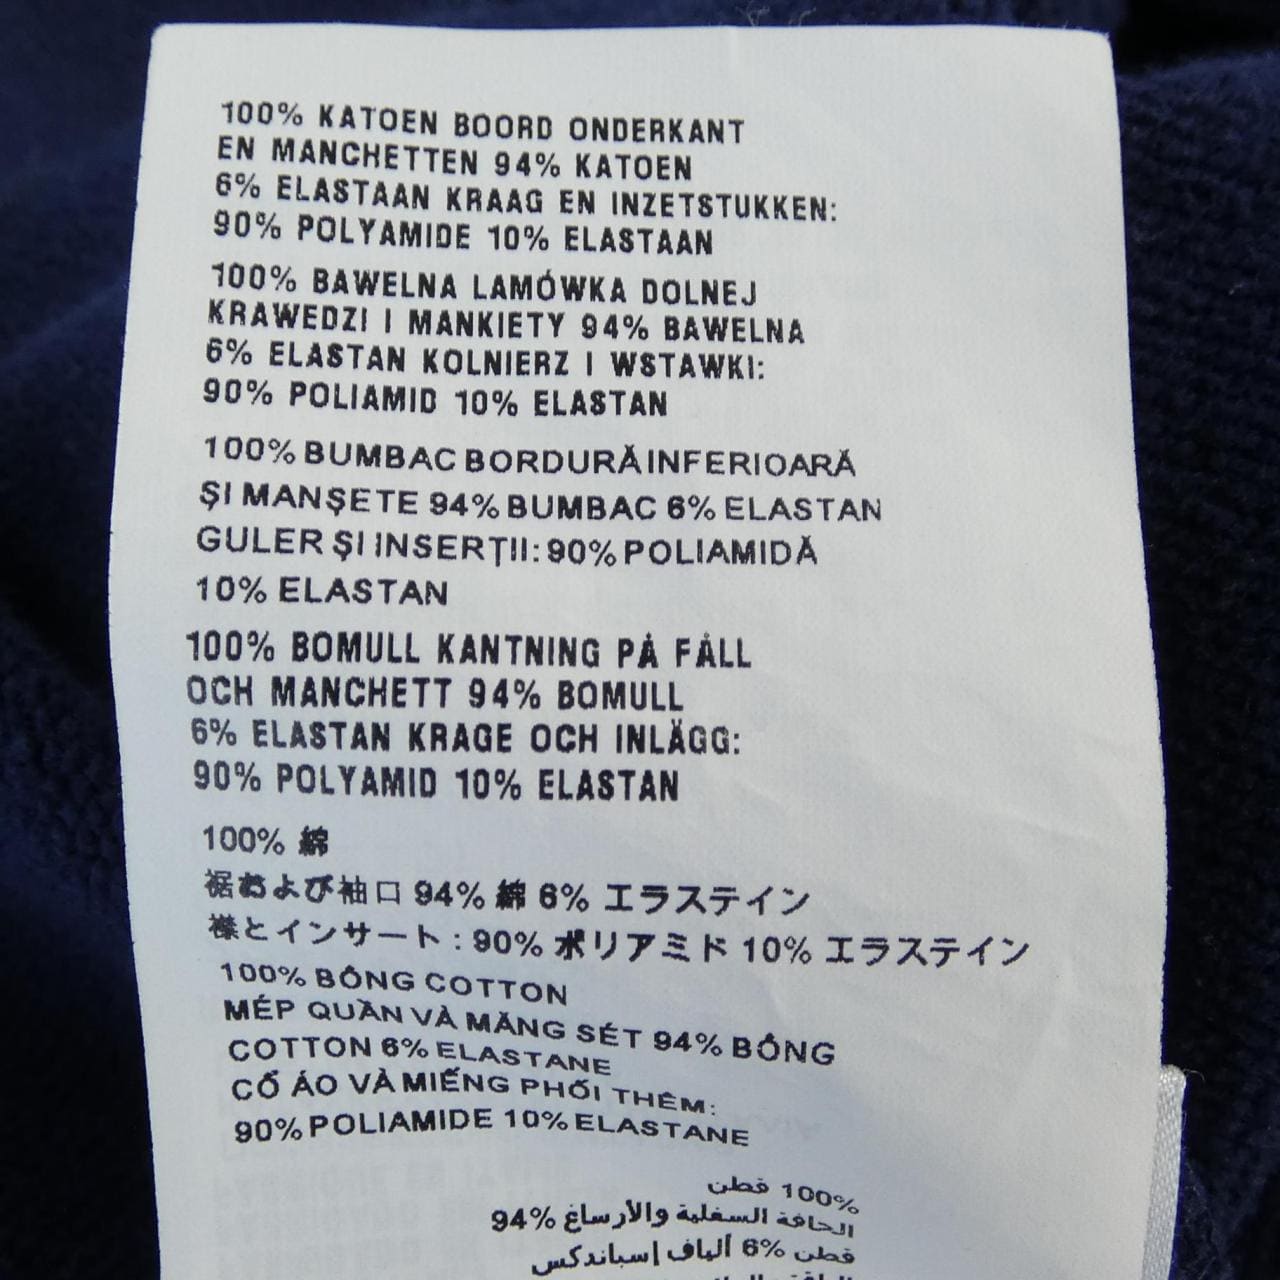 100% KATOEN BOORD ONDERKANT
EN MANCHETTEN 94% KATOEN
6% ELASTAAN KRAAG EN INZETSTUKKEN:
90% POLYAMIDE 10% ELASTAAN
100% BAWELNA LAMÓWKA DOLNEJ
KRAWEDZI I MANKIETY 94% BAWELNA
6% ELASTAN KOLNIERZ I WSTAWKI:
90% POLIAMID 10% ELASTAN
100% BUMBAC BORDURĂ INFERIOARĂ
ŞI MANŞETE 94% BUMBAC 6% ELASTAN
GULER ŞI INSERŢII: 90% POLIAMIDĂ
10% ELASTAN
100% BOMULL KANTNING PÅ FÅLL
OCH MANCHETT 94% BOMULL
6% ELASTAN KRAGE OCH INLÄGG:
90% POLYAMID 10% ELASTAN
100% 綿
裾および袖口 94% 綿 6% エラステイン
襟とインサート : 90% ポリアミド 10% エラステイン
100% BÔNG COTTON
MÉP QUẦN VÀ MĂNG SÉT 94% BÔNG
COTTON 6% ELASTANE
CỔ ÁO VÀ MIẾNG PHỐI THÊM:
90% POLIAMIDE 10% ELASTANE
100% قطن
الحافة السفلية والأرساغ 94%
قطن 6% ألياف إسباندكس